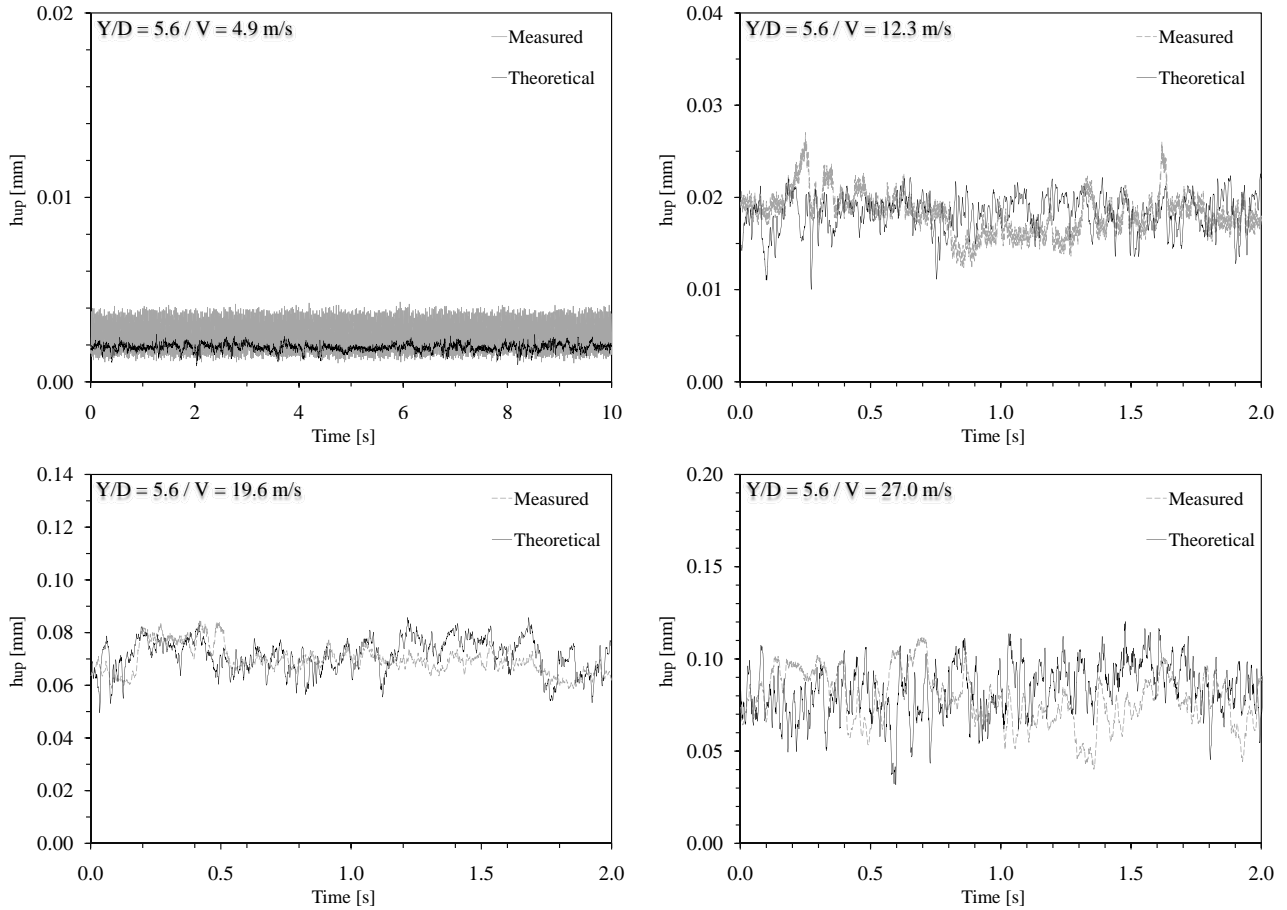 Y/D = 5.6 / V = 4.9 m/s
Measured
Theoretical
0.02
0.01
0.00
hup [mm]
0 2 4 6 8 10
Time [s]
Y/D = 5.6 / V = 12.3 m/s
Measured
Theoretical
0.04
0.03
0.02
0.01
0.00
hup [mm]
0.0 0.5 1.0 1.5 2.0
Time [s]
Y/D = 5.6 / V = 19.6 m/s
Measured
Theoretical
0.14
0.12
0.10
0.08
0.06
0.04
0.02
0.00
hup [mm]
0.0 0.5 1.0 1.5 2.0
Time [s]
Y/D = 5.6 / V = 27.0 m/s
Measured
Theoretical
0.20
0.15
0.10
0.05
0.00
hup [mm]
0.0 0.5 1.0 1.5 2.0
Time [s]